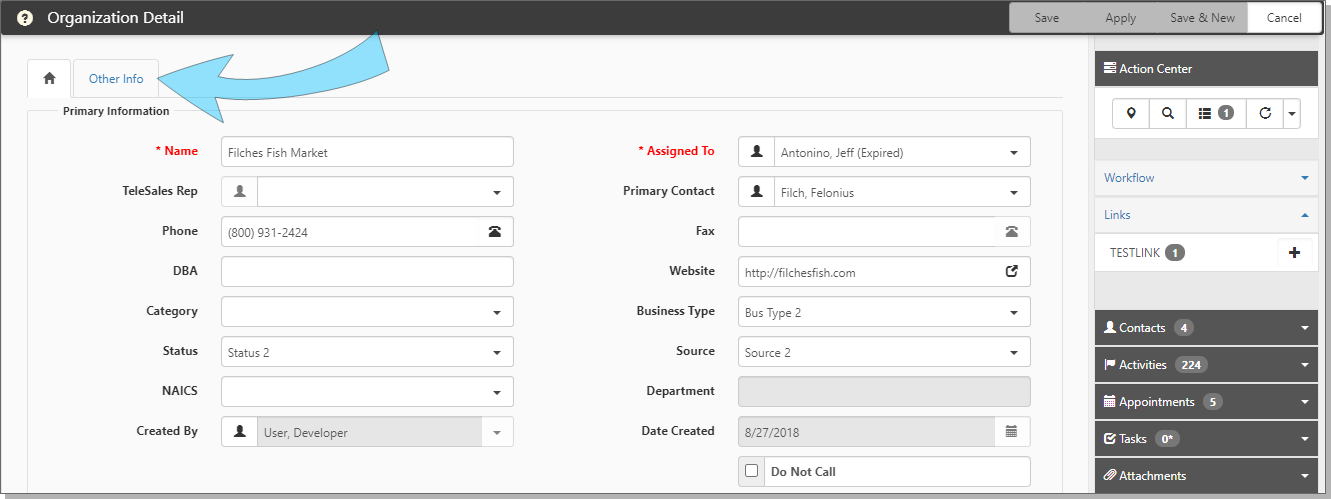 ? Organization Detail Save Apply Save & New Cancel
Other Info
Action Center
1
Primary Information
* Name Filches Fish Market * Assigned To Antonino, Jeff (Expired)
Workflow
TeleSales Rep Primary Contact Filch, Felonius
Links
Phone (800) 931-2424 Fax
TESTLINK 1
DBA Website http://filchesfish.com
Category Business Type Bus Type 2
Contacts 4
Status Status 2 Source Source 2
Activities 224
NAICS Department
Appointments 5
Created By User, Developer Date Created 8/27/2018
Tasks 0*
Do Not Call
Attachments